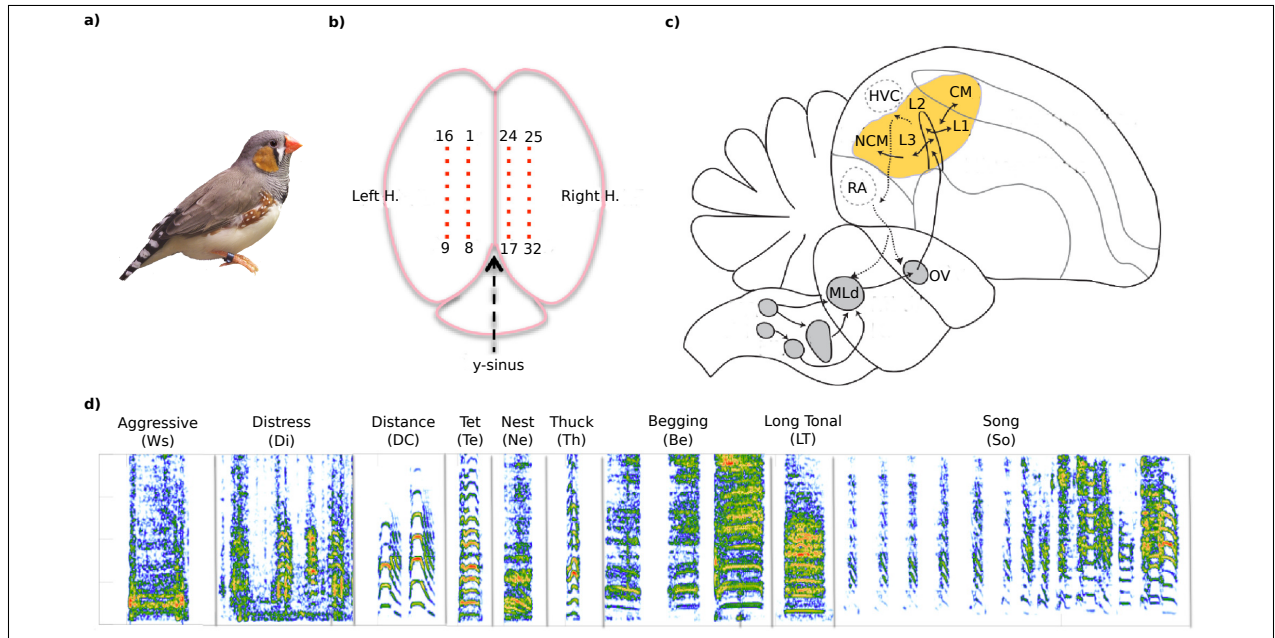 a)
b)
c)
16 1 24 25
Left H.
Right H.
9 8 17 32
y-sinus
HVC
L2
CM
NCM
L3
L1
RA
OV
MLd
d)
Aggressive
(Ws)
Distress
(Di)
Distance
(DC)
Tet
(Te)
Nest
(Ne)
Thuck
(Th)
Begging
(Be)
Long Tonal
(LT)
Song
(So)